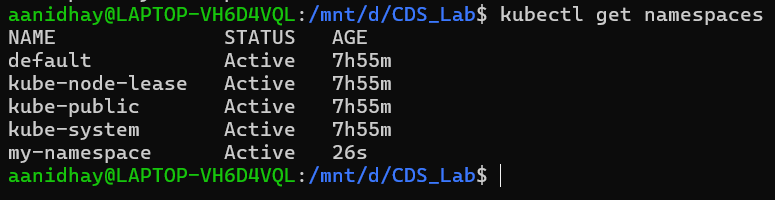 aanidhay@LAPTOP-VH6D4VQL:/mnt/d/CDS_Lab$ kubectl get namespaces
NAME              STATUS   AGE
default           Active   7h55m
kube-node-lease   Active   7h55m
kube-public       Active   7h55m
kube-system       Active   7h55m
my-namespace      Active   26s
aanidhay@LAPTOP-VH6D4VQL:/mnt/d/CDS_Lab$